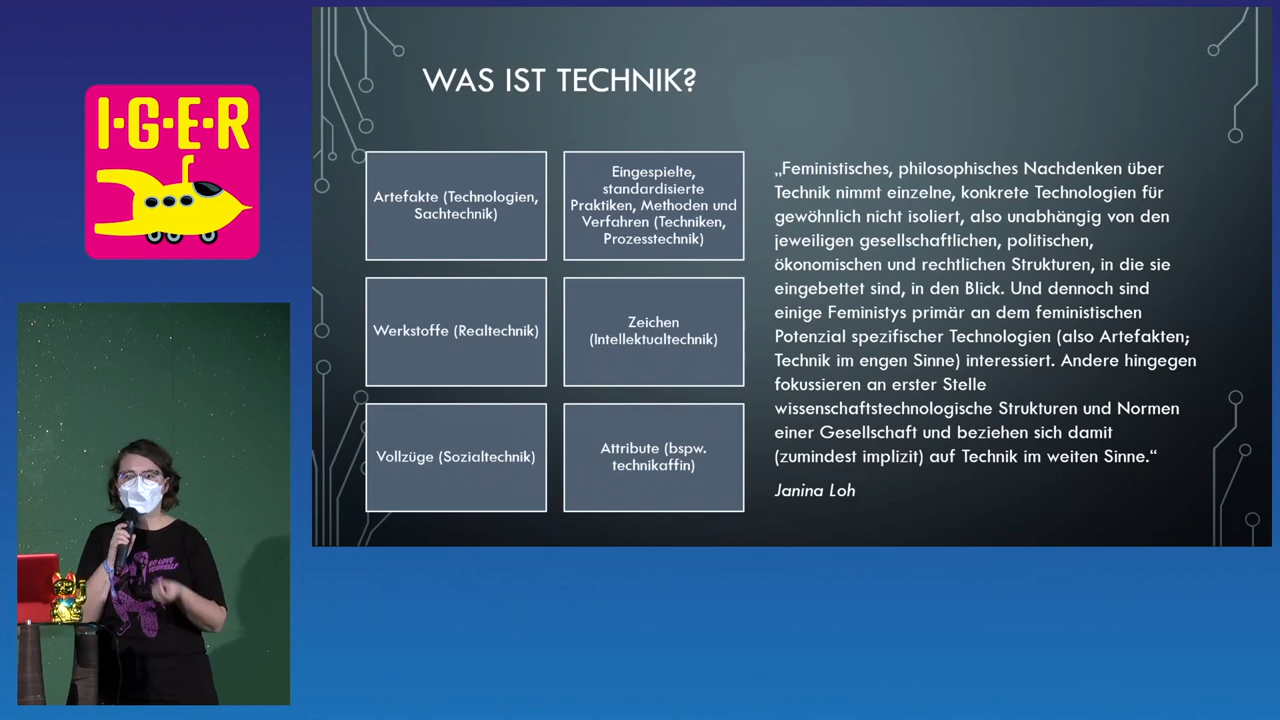 I·G·E·R
WAS IST TECHNIK?
Artefakte (Technologien,
Sachtechnik)
Eingespielte,
standardisierte
Praktiken, Methoden und
Verfahren (Techniken,
Prozesstechnik)
Werkstoffe (Realtechnik)
Zeichen
(Intellektualtechnik)
Vollzüge (Sozialtechnik)
Attribute (bspw.
technikaffin)
„Feministisches, philosophisches Nachdenken über
Technik nimmt einzelne, konkrete Technologien für
gewöhnlich nicht isoliert, also unabhängig von den
jeweiligen gesellschaftlichen, politischen,
ökonomischen und rechtlichen Strukturen, in die sie
eingebettet sind, in den Blick. Und dennoch sind
einige Feministys primär an dem feministischen
Potenzial spezifischer Technologien (also Artefakten;
Technik im engen Sinne) interessiert. Andere hingegen
fokussieren an erster Stelle
wissenschaftstechnologische Strukturen und Normen
einer Gesellschaft und beziehen sich damit
(zumindest implizit) auf Technik im weiten Sinne.“
Janina Loh
GO LOVE
YOURSELF